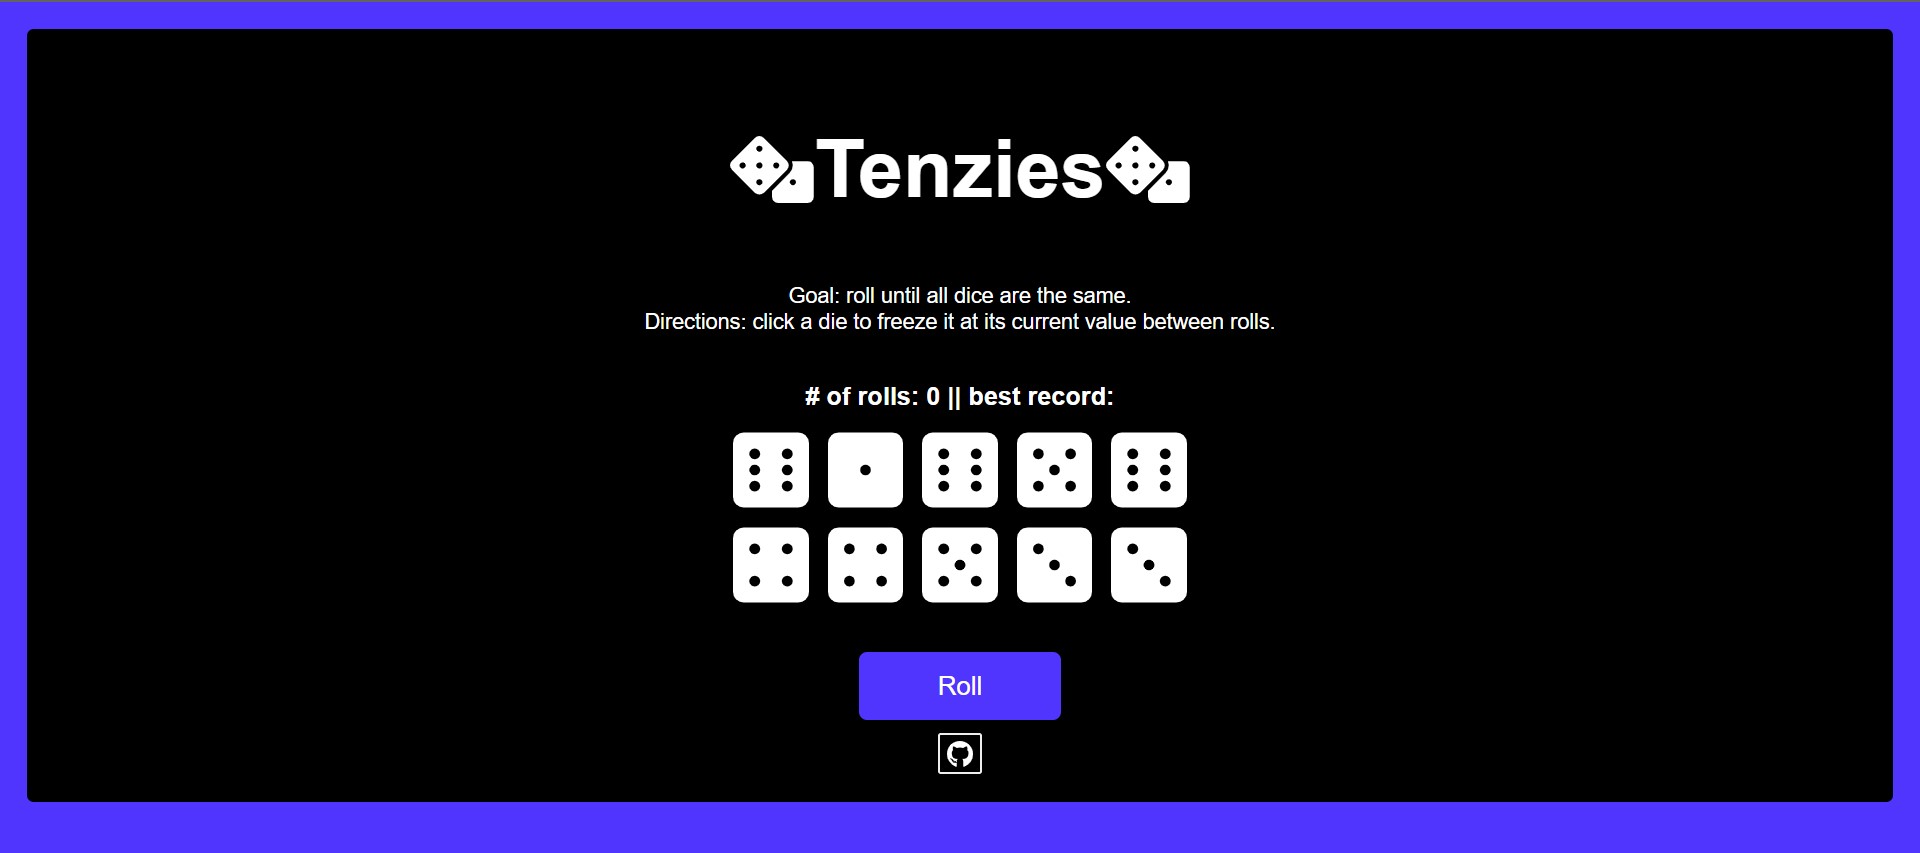 Tenzies
Goal: roll until all dice are the same.
Directions: click a die to freeze it at its current value between rolls.
# of rolls: 0 || best record:
Roll